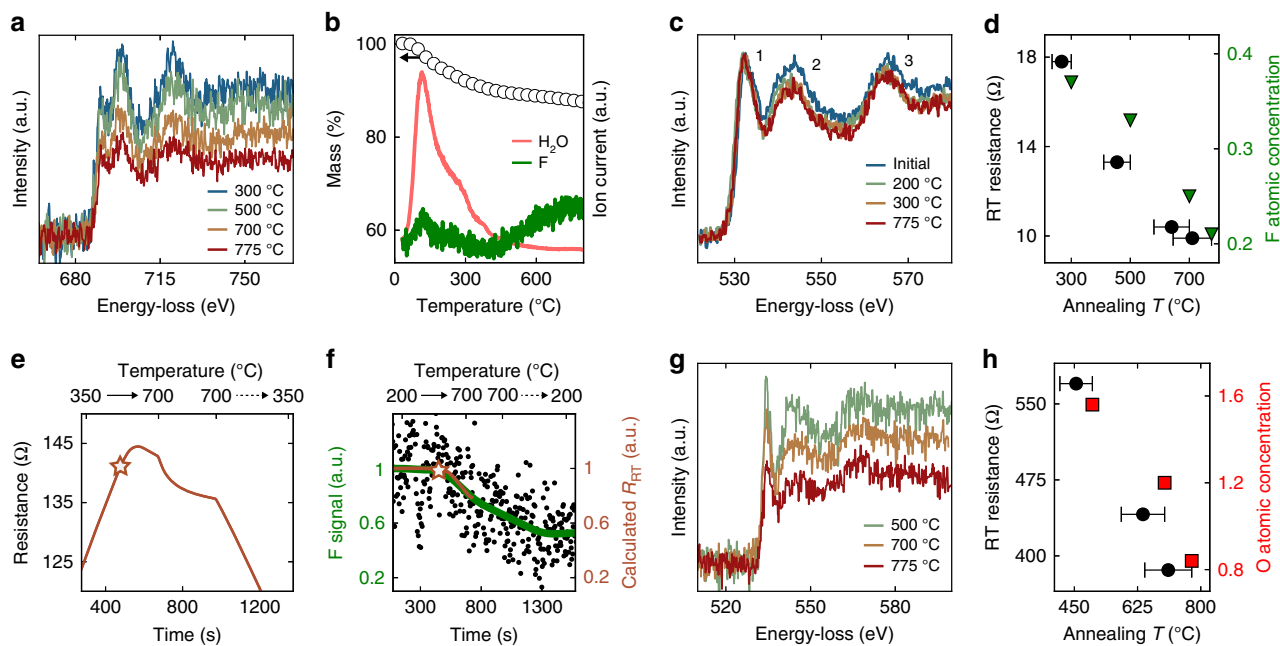 a
Intensity (a.u.)
300 °C
500 °C
700 °C
775 °C
680 715 750
Energy-loss (eV)
b
Mass (%)
100
80
60
H2O
F
Ion current (a.u.)
0 300 600
Temperature (°C)
c
Intensity (a.u.)
1 2 3
Initial
200 °C
300 °C
775 °C
530 550 570
Energy-loss (eV)
d
RT resistance (Ω)
18
14
10
F atomic concentration
0.4
0.3
0.2
300 500 700
Annealing T (°C)
e
Temperature (°C)
350 700 700 350
Resistance (Ω)
145
135
125
400 800 1200
Time (s)
f
Temperature (°C)
200 700 700 200
F signal (a.u.)
1
0.6
0.2
Calculated RRT (a.u.)
1
0.6
0.2
300 800 1300
Time (s)
g
Intensity (a.u.)
500 °C
700 °C
775 °C
520 550 580
Energy-loss (eV)
h
RT resistance (Ω)
550
475
400
O atomic concentration
1.6
1.2
0.8
450 625 800
Annealing T (°C)